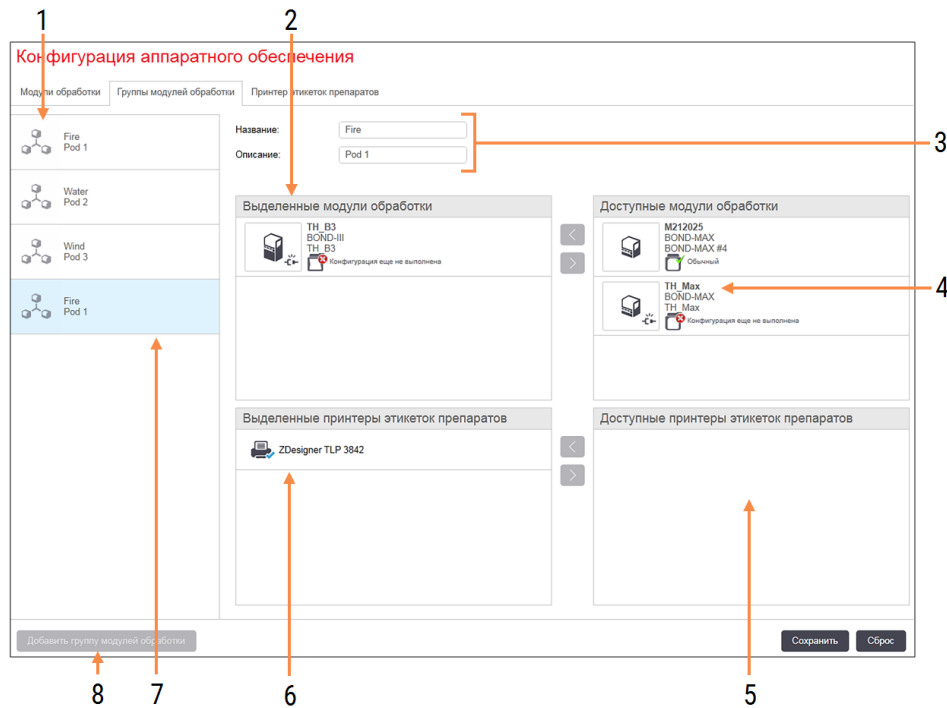 1
2
Конфигурация аппаратного обеспечения
Модули обработки Группы модулей обработки Принтер этикеток препаратов
Fire
Pod 1
Water
Pod 2
Wind
Pod 3
Fire
Pod 1
Название: Fire
Описание: Pod 1
3
Выделенные модули обработки
TH_B3
BOND-III
TH_B3
Конфигурация еще не выполнена
<
>
Доступные модули обработки
M212025
BOND-MAX
BOND-MAX #4
Обычный
TH_Max
BOND-MAX
TH_Max
Конфигурация еще не выполнена
4
Выделенные принтеры этикеток препаратов
ZDesigner TLP 3842
<
>
Доступные принтеры этикеток препаратов
Добавить группу модулей обработки
Сохранить Сброс
8 7 6 5